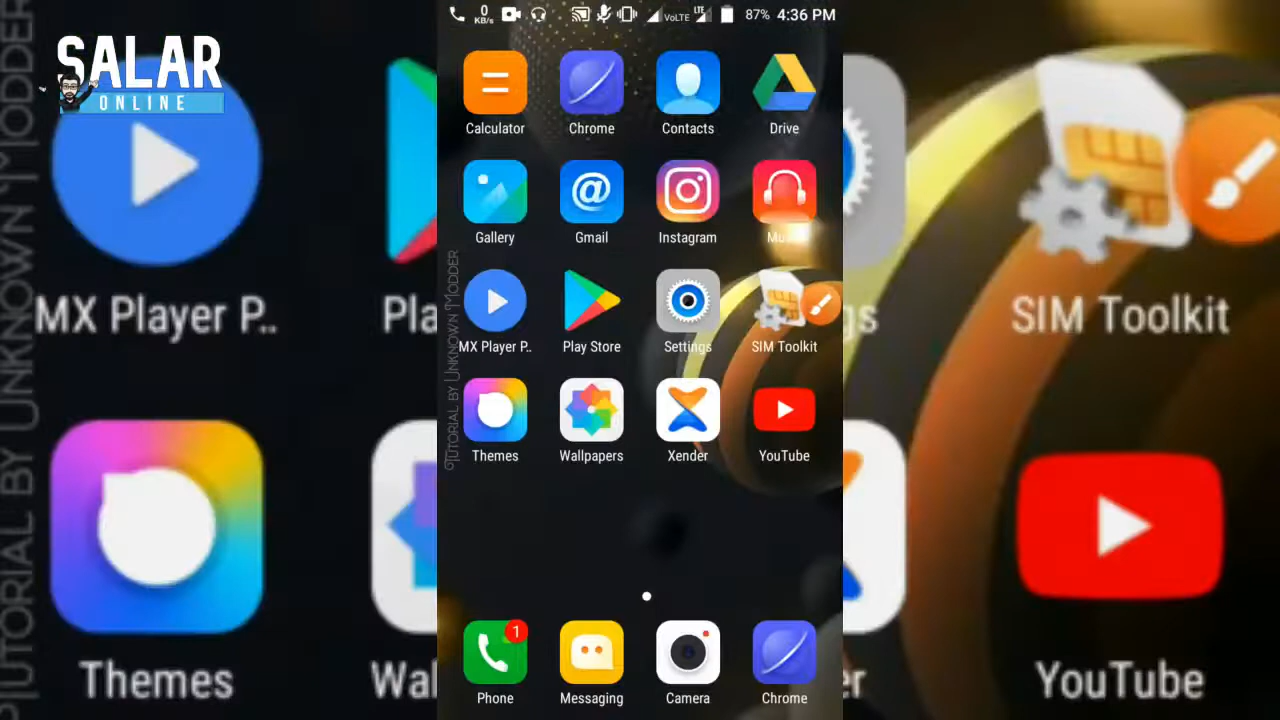 SALAR
ONLINE
0
KB/s
VoLTE
LTE
87%
4:36 PM
Calculator
Chrome
Contacts
Drive
Gallery
Gmail
Instagram
MX Player P..
Play Store
Settings
SIM Toolkit
Themes
Wallpapers
Xender
YouTube
1
Phone
Messaging
Camera
Chrome
Tutorial by Unknown Modder
MX Player P..
Pla
gs
SIM Toolkit
Themes
Wal
er
YouTube
Tutorial by Unknown Modder